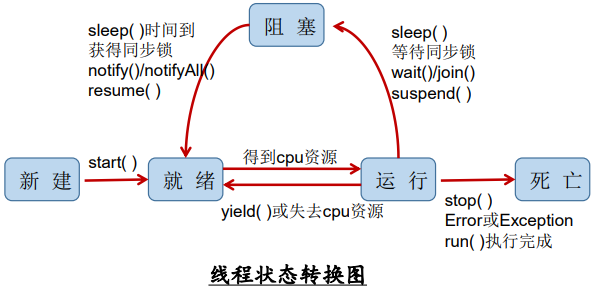 阻 塞
sleep( )时间到
获得同步锁
notify()/notifyAll()
resume( )
sleep( )
等待同步锁
wait()/join()
suspend( )
新 建
start( )
就 绪
得到cpu资源
yield( )或失去cpu资源
运 行
死 亡
stop( )
Error或Exception
run( )执行完成
线程状态转换图